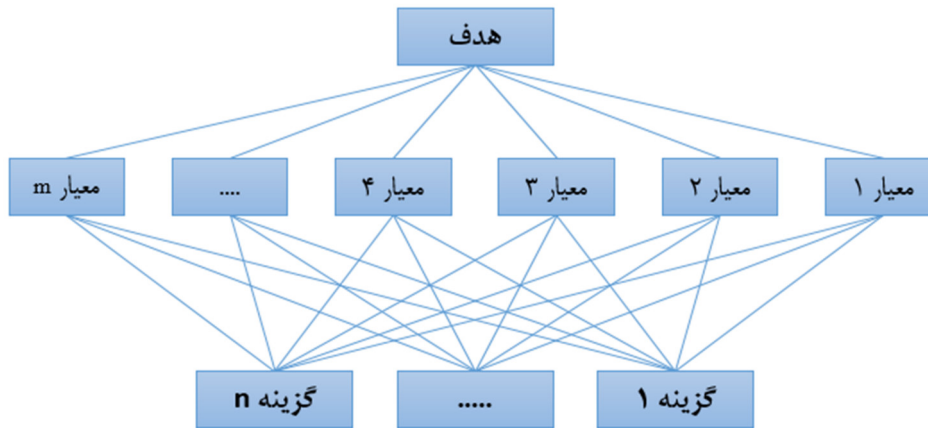 هدف
معیار ۱
معیار ۲
معیار ۳
معیار ۴
....
معیار m
گزینه ۱
.....
گزینه n